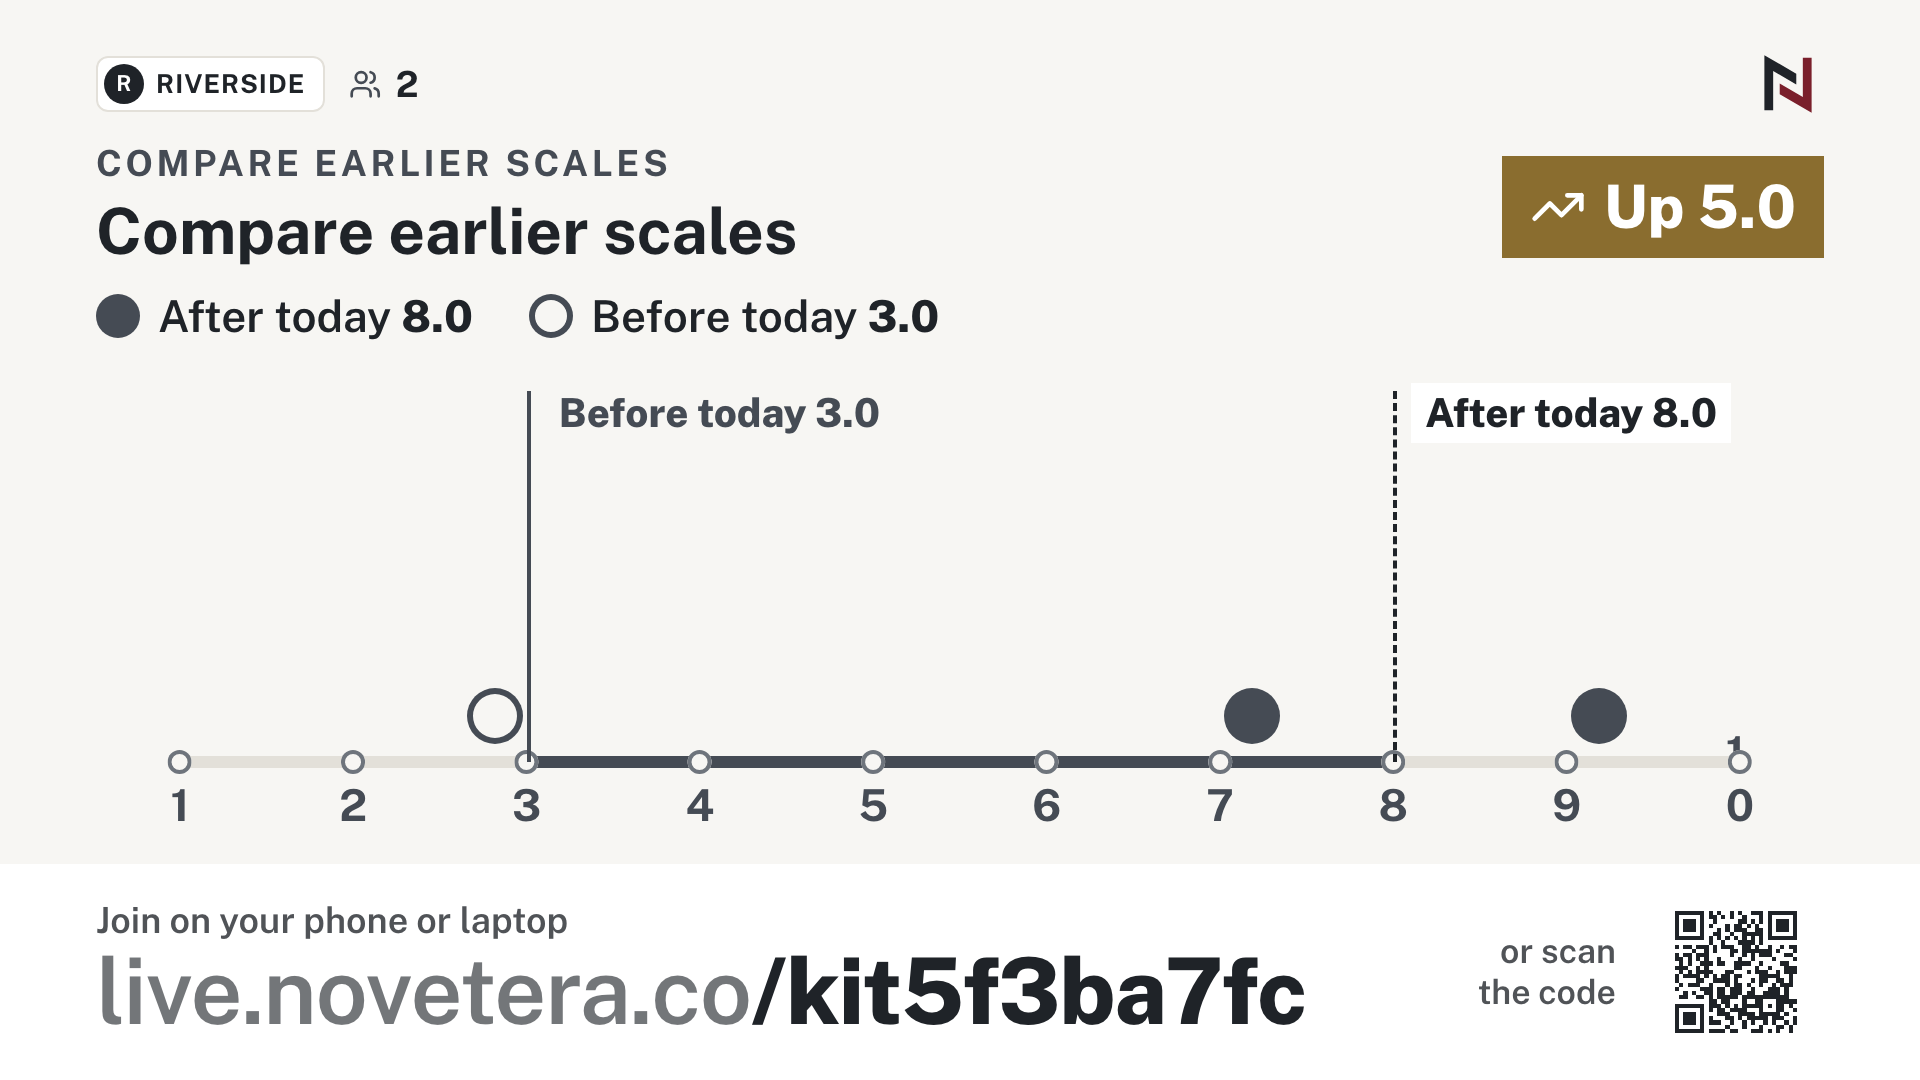 R RIVERSIDE 2
COMPARE EARLIER SCALES
Compare earlier scales
Up 5.0
After today 8.0 Before today 3.0
Before today 3.0
After today 8.0
1 2 3 4 5 6 7 8 9 10
Join on your phone or laptop
live.novetera.co/kit5f3ba7fc
or scan
the code